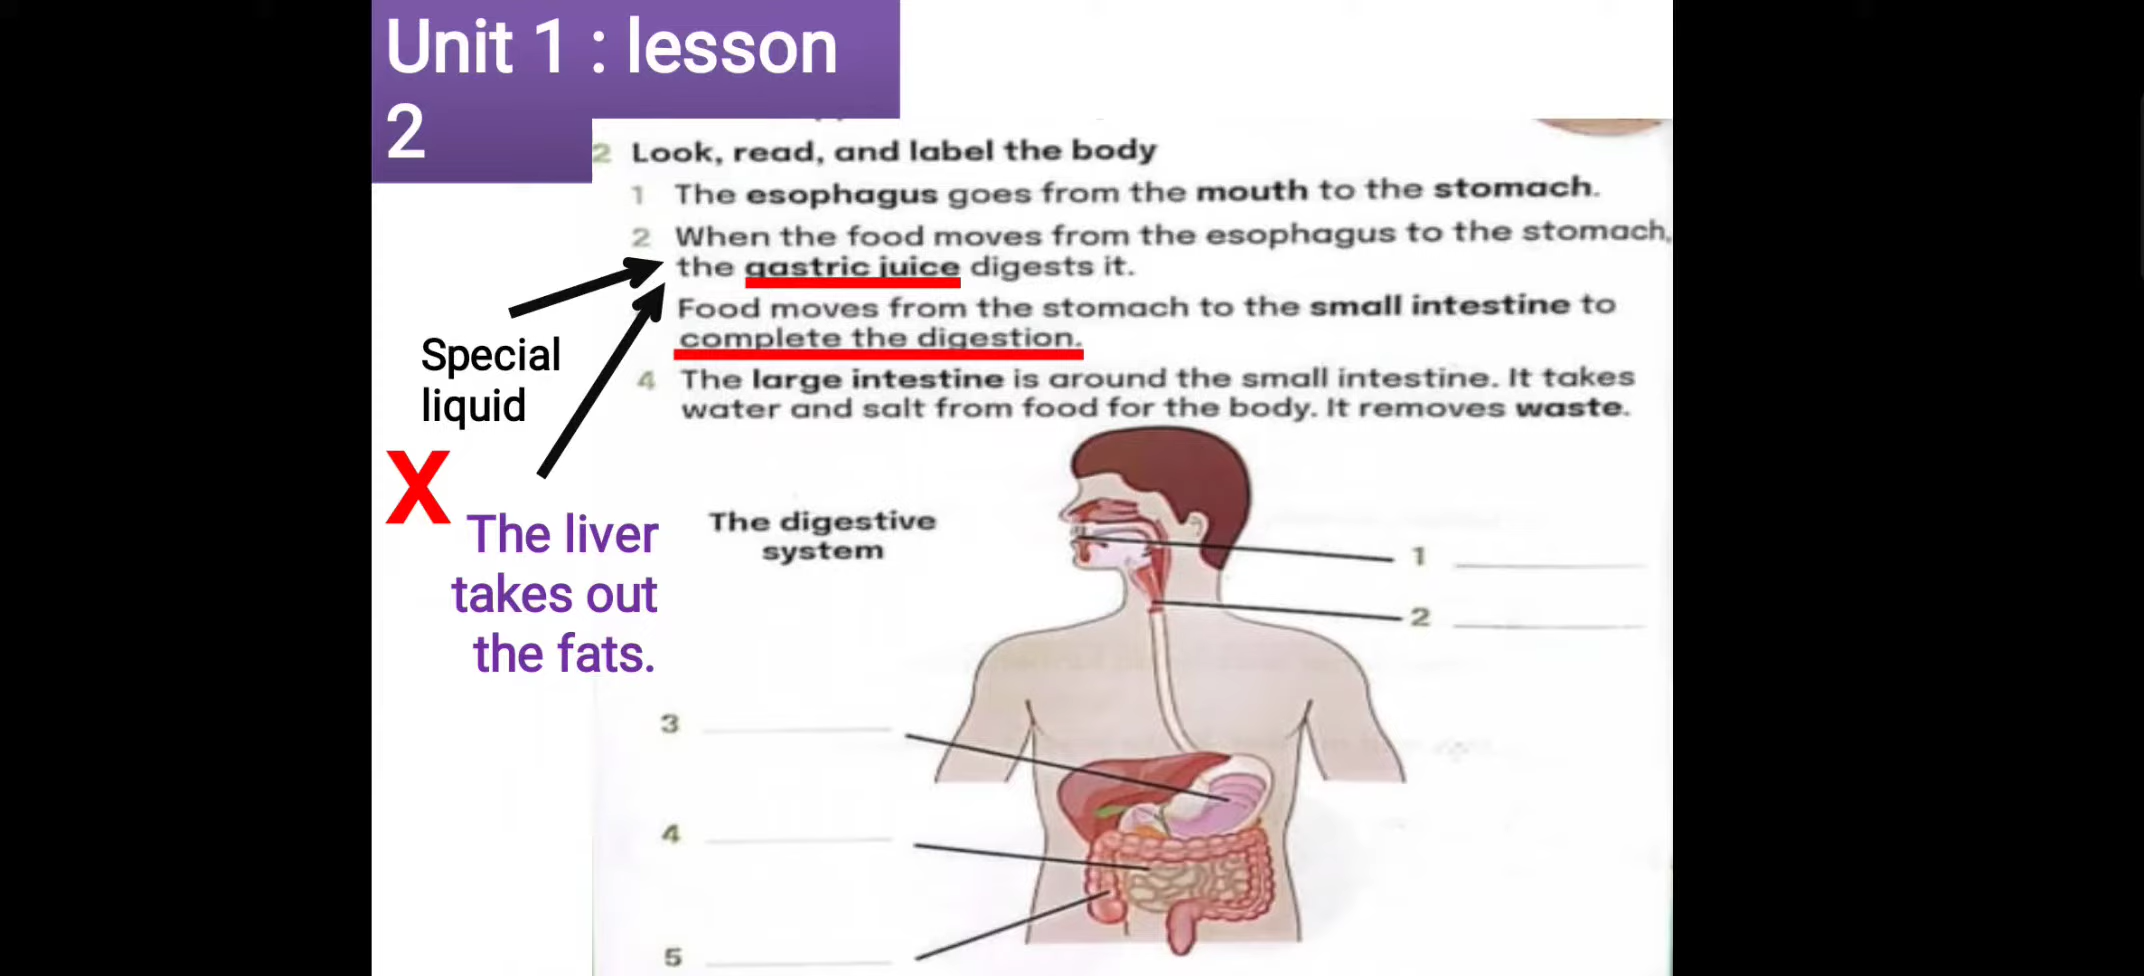 Unit 1 : lesson
2
2 Look, read, and label the body
1 The esophagus goes from the mouth to the stomach.
2 When the food moves from the esophagus to the stomach,
the gastric juice digests it.
Food moves from the stomach to the small intestine to
complete the digestion.
4 The large intestine is around the small intestine. It takes
water and salt from food for the body. It removes waste.
Special
liquid
X
The liver
takes out
the fats.
The digestive
system
1
2
3
4
5